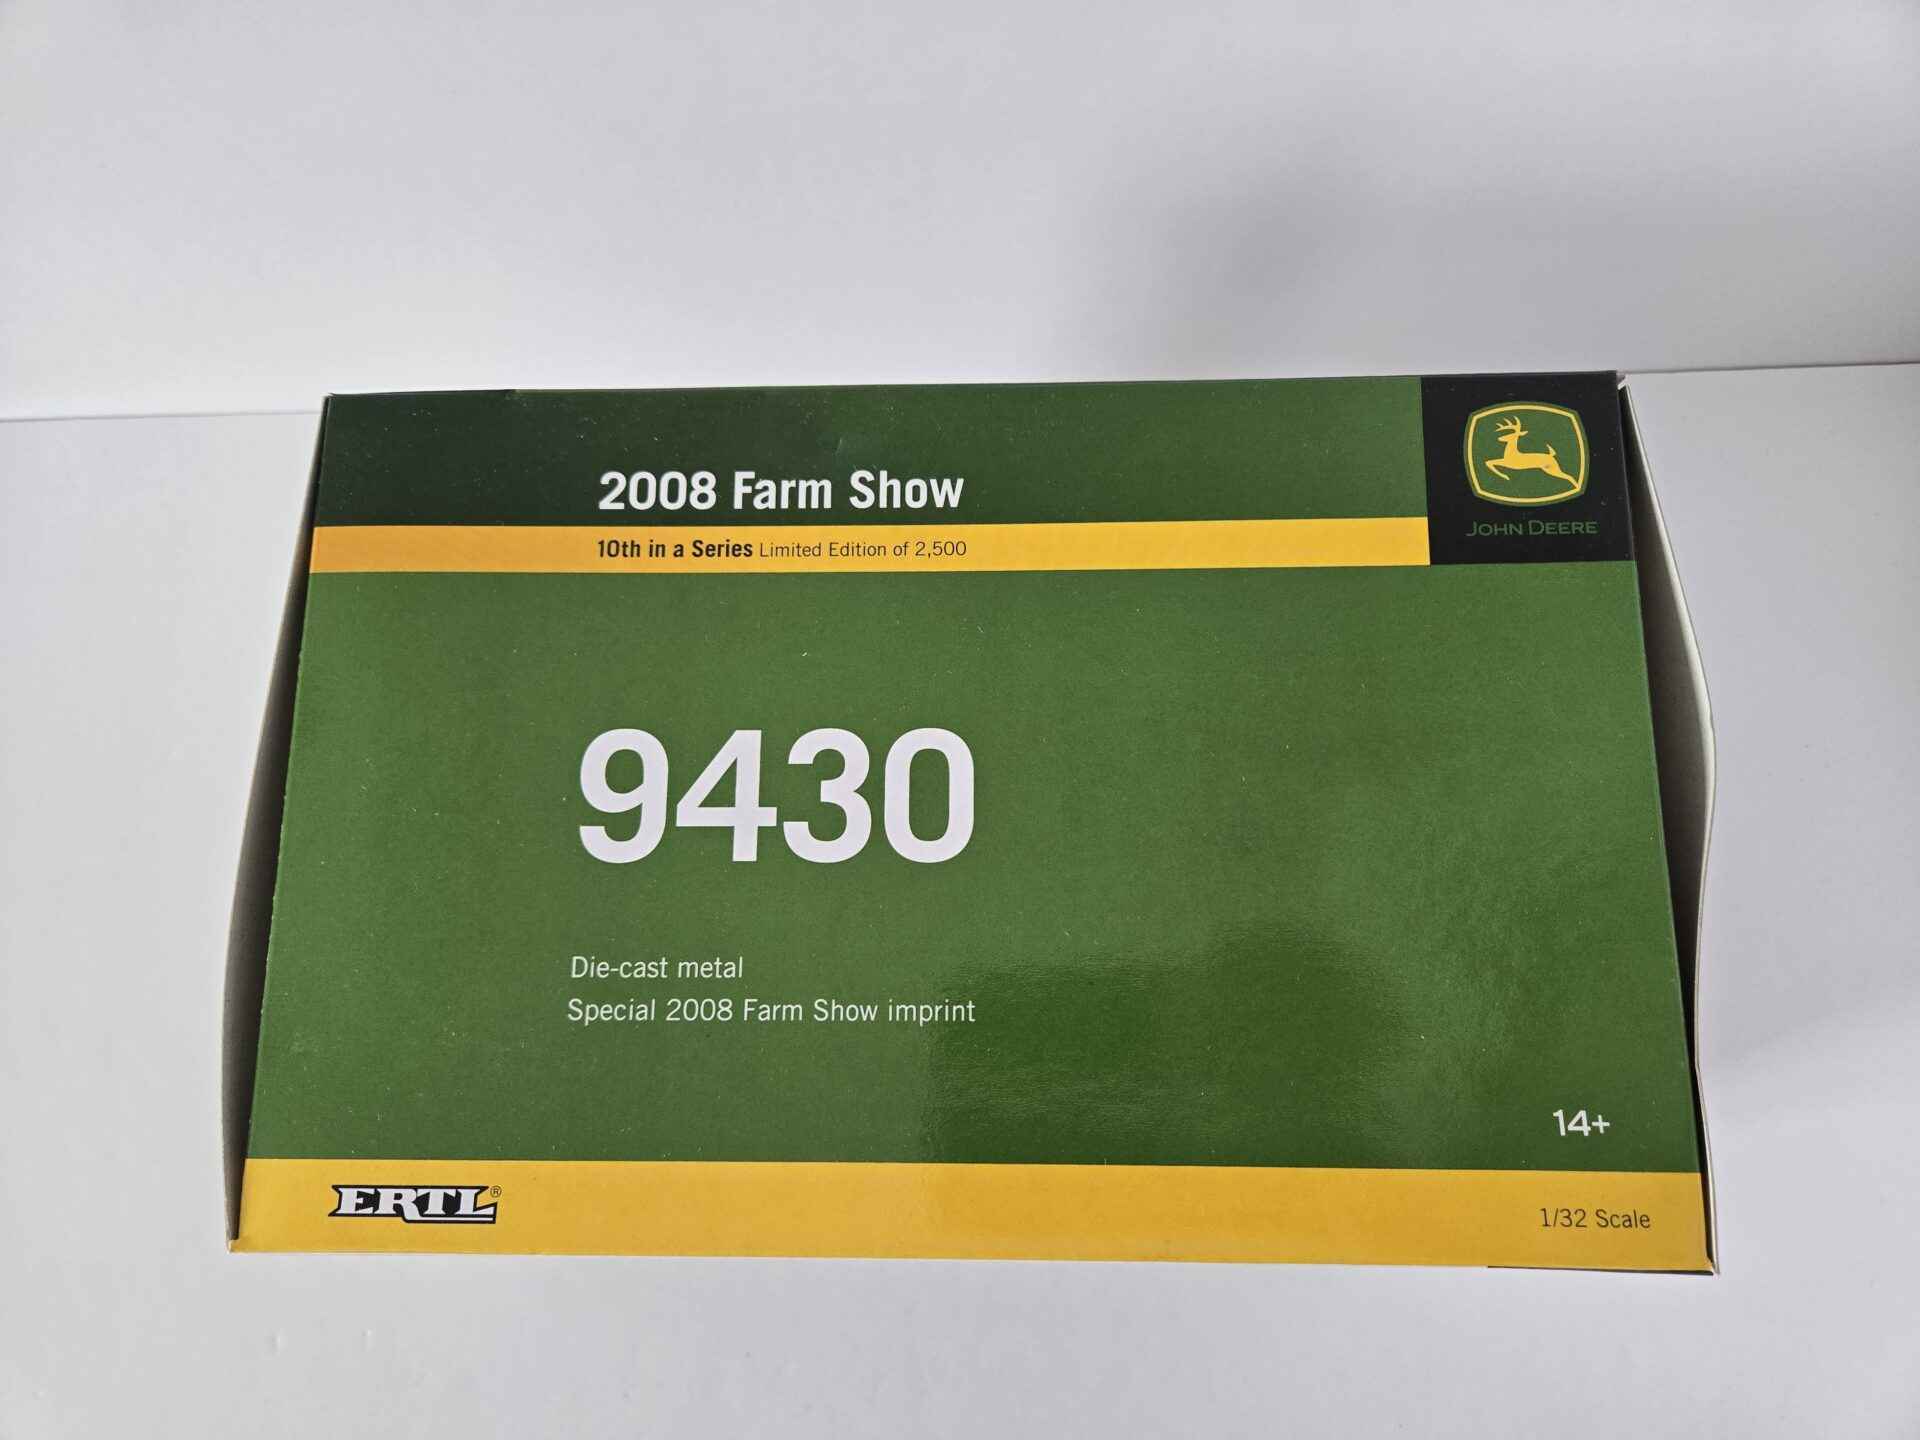 2008 Farm Show
10th in a Series Limited Edition of 2,500
JOHN DEERE
9430
Die-cast metal
Special 2008 Farm Show imprint
14+
ERTL®
1/32 Scale